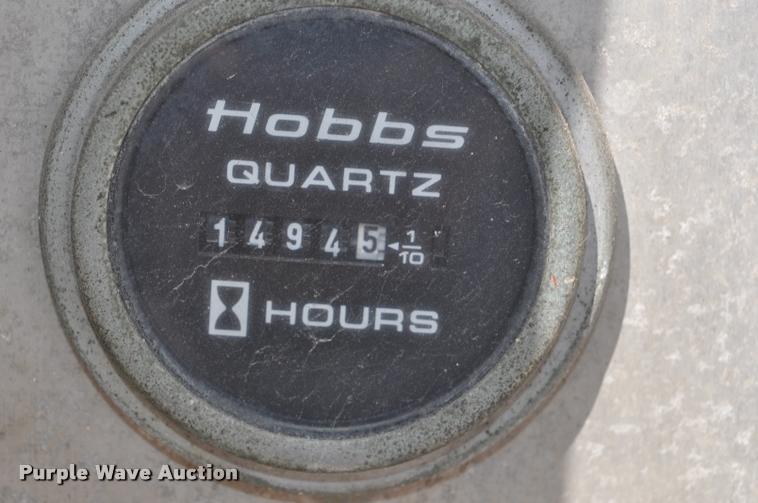 Hobbs
QUARTZ
14945 ◄ 1/10
HOURS
Purple Wave Auction